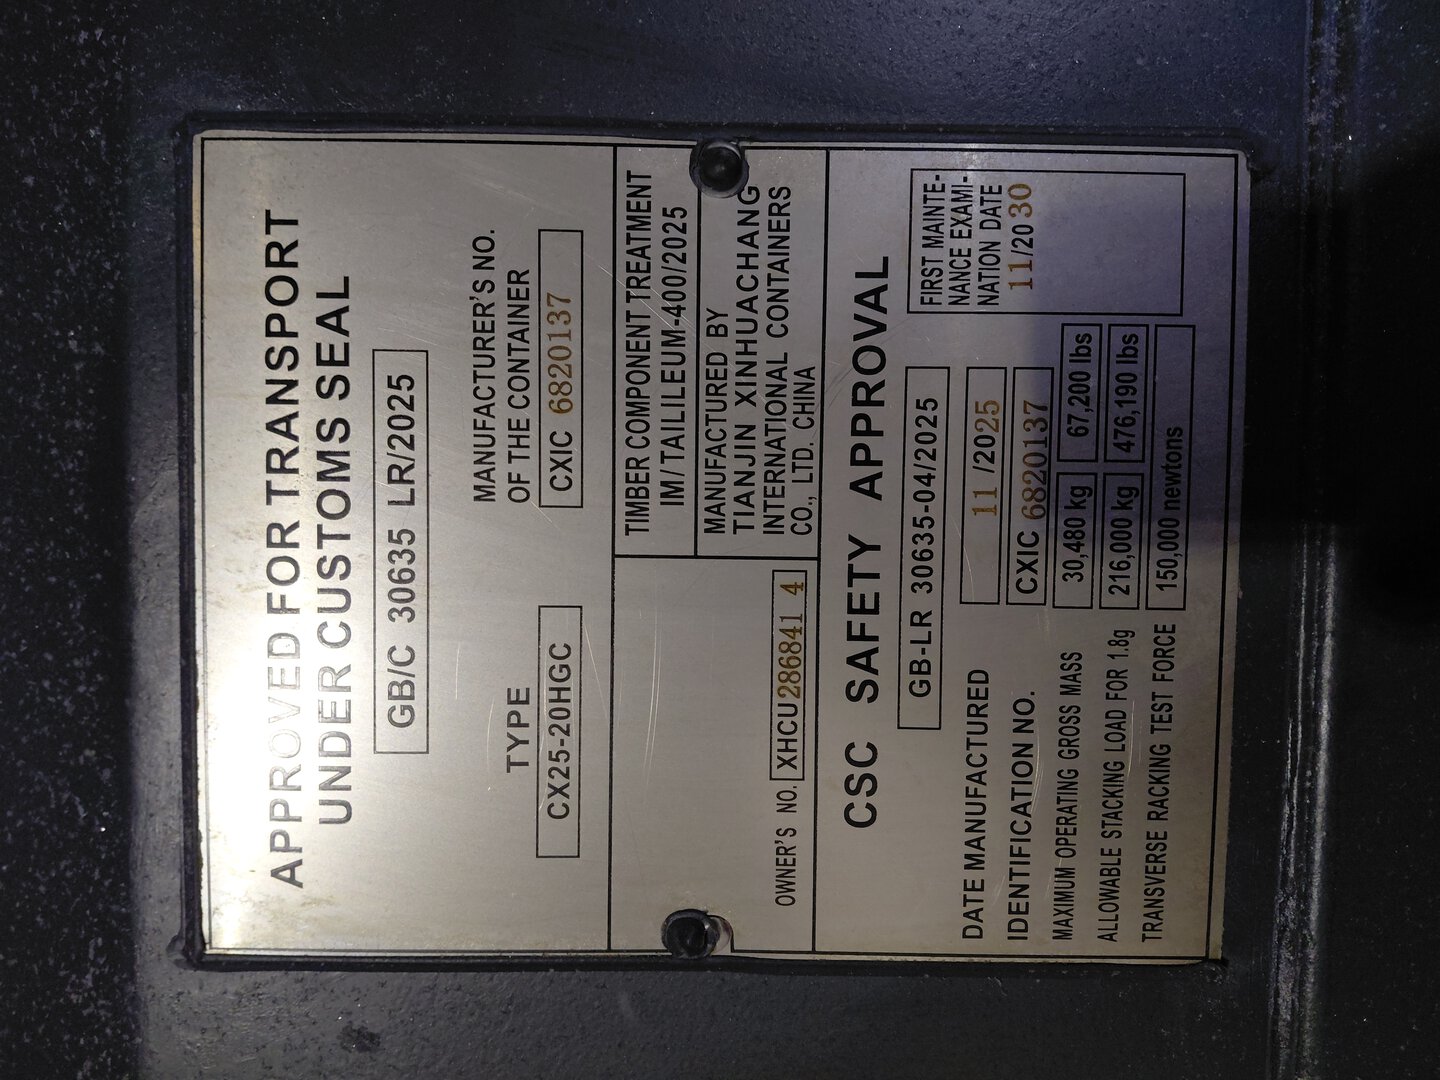 APPROVED FOR TRANSPORT
UNDER CUSTOMS SEAL
GB/C 30635 LR/2025
TYPE
CX25-20HGC
MANUFACTURER'S NO.
OF THE CONTAINER
CXIC 6820137
TIMBER COMPONENT TREATMENT
IM/TAILILEUM-400/2025
MANUFACTURED BY
TIANJIN XINHUACHANG
INTERNATIONAL CONTAINERS
CO., LTD. CHINA
OWNER'S NO. XHCU 286841 4
CSC SAFETY APPROVAL
GB-LR 30635-04/2025
DATE MANUFACTURED 11 /2025
IDENTIFICATION NO. CXIC 6820137
MAXIMUM OPERATING GROSS MASS 30,480 kg 67,200 lbs
ALLOWABLE STACKING LOAD FOR 1.8g 216,000 kg 476,190 lbs
TRANSVERSE RACKING TEST FORCE 150,000 newtons
FIRST MAINTE-
NANCE EXAMI-
NATION DATE
11/2030